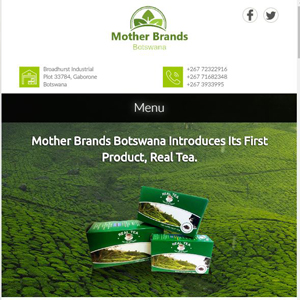 Mother Brands
Botswana
Broadhurst Industrial
Plot 33784, Gaborone
Botswana
+267 72322916
+267 71682348
+267 3933995
Menu
Mother Brands Botswana Introduces Its First
Product, Real Tea.
REAL TEA
REAL TEA
REAL TEA